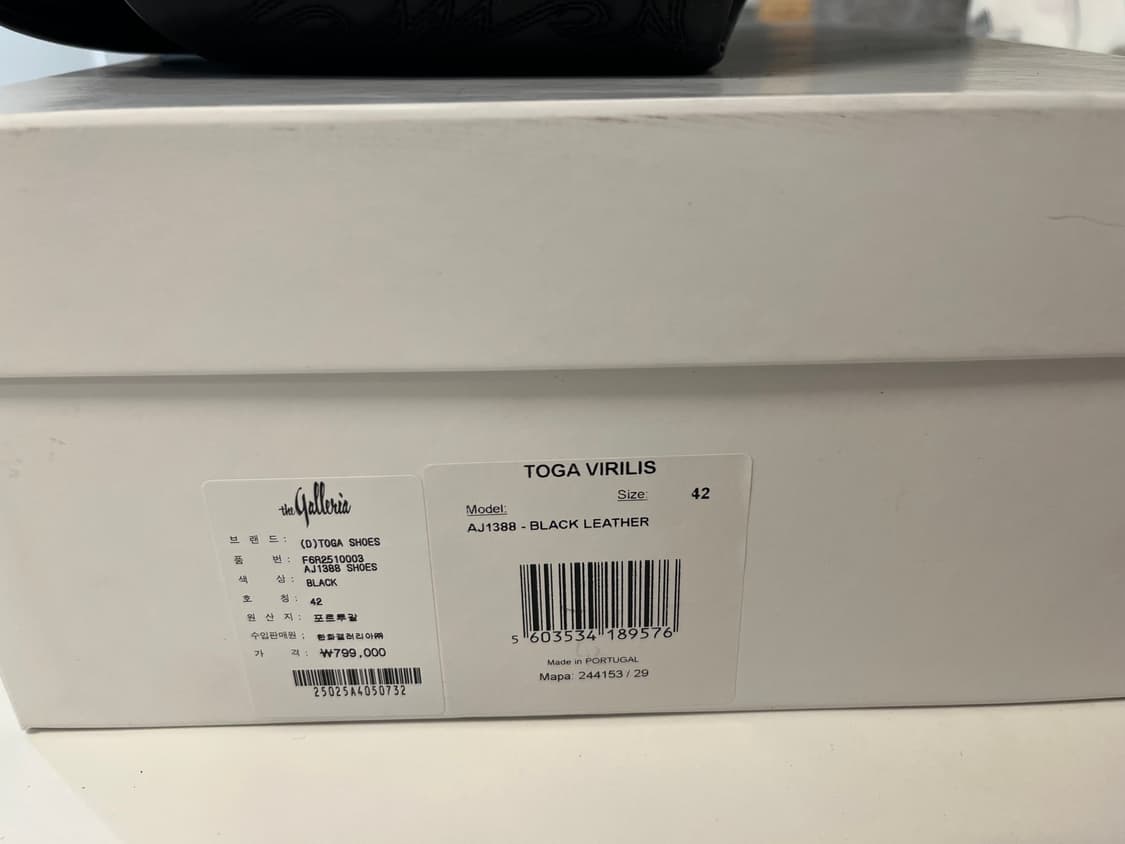 the Galleria
브 랜 드 : (D)TOGA SHOES
품 번 : F6R2510003
AJ1388 SHOES
색 상 : BLACK
호 칭 : 42
원 산 지 : 포르투갈
수입판매원 : 한화갤러리아㈜
가 격 : ₩799,000
25025A4050732
TOGA VIRILIS
Size: 42
Model:
AJ1388 - BLACK LEATHER
5 603534 189576
Made in PORTUGAL
Mapa: 244153 / 29